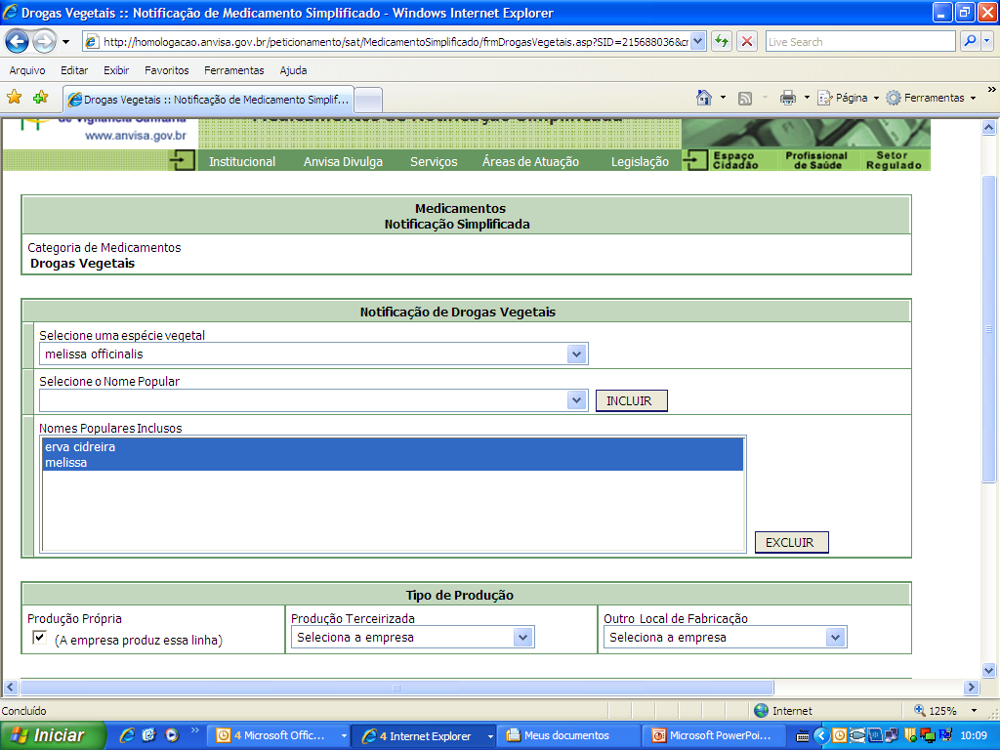 Drogas Vegetais :: Notificação de Medicamento Simplificado - Windows Internet Explorer
http://homologacao.anvisa.gov.br/peticionamento/sat/MedicamentoSimplificado/frmDrogasVegetais.asp?SID=215688036&c
Live Search
Arquivo Editar Exibir Favoritos Ferramentas Ajuda
Drogas Vegetais :: Notificação de Medicamento Simplif...
Página Ferramentas
de Vigilância Sanitária
Medicamentos de Notificação Simplificada
www.anvisa.gov.br
Institucional Anvisa Divulga Serviços Áreas de Atuação Legislação
Espaço Cidadão
Profissional de Saúde
Setor Regulado
Medicamentos
Notificação Simplificada
Categoria de Medicamentos
Drogas Vegetais
Notificação de Drogas Vegetais
Selecione uma espécie vegetal
melissa officinalis
Selecione o Nome Popular
INCLUIR
Nomes Populares Inclusos
erva cidreira
melissa
EXCLUIR
Tipo de Produção
Produção Própria Produção Terceirizada Outro Local de Fabricação
(A empresa produz essa linha) Seleciona a empresa Seleciona a empresa
Concluído Internet 125%
Iniciar 4 Microsoft Offic... 4 Internet Explorer Meus documentos Microsoft PowerPoi... 10:09